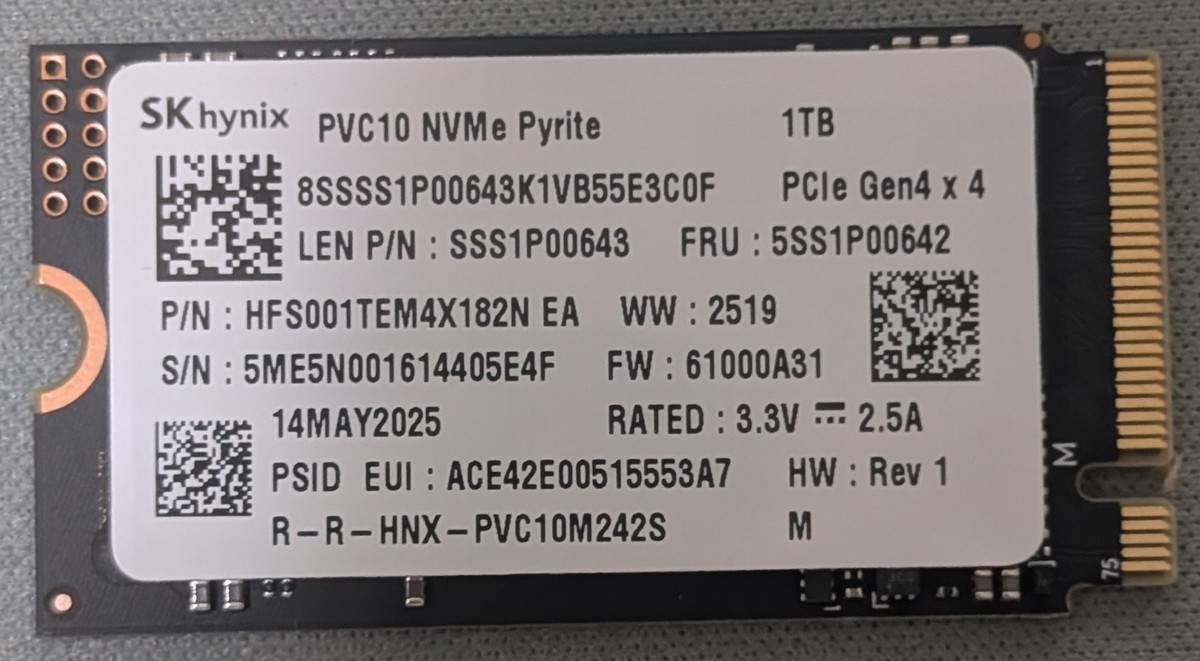 SK hynix PVC10 NVMe Pyrite 1TB
8SSSS1P00643K1VB55E3C0F PCIe Gen4 x 4
LEN P/N : SSS1P00643 FRU : 5SS1P00642
P/N : HFS001TEM4X182N EA WW : 2519
S/N : 5ME5N001614405E4F FW : 61000A31
14MAY2025 RATED : 3.3V ⎓ 2.5A
PSID EUI : ACE42E00515553A7 HW : Rev 1
R-R-HNX-PVC10M242S M
1
M
75